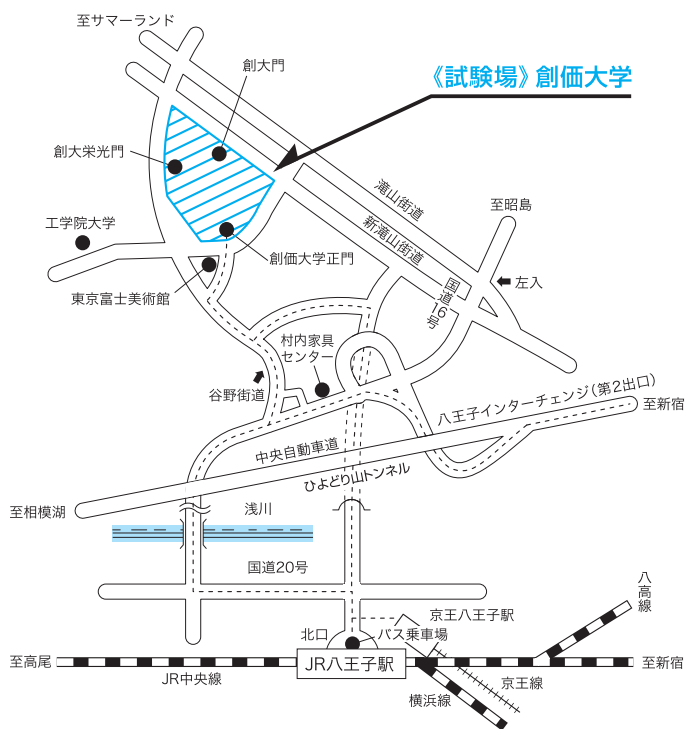 至サマーランド
創大門
《試験場》創価大学
創大栄光門
滝山街道
至昭島
工学院大学
新滝山街道
創価大学正門
左入
東京富士美術館
国道16号
村内家具
センター
谷野街道
八王子インターチェンジ(第2出口)
至新宿
中央自動車道
ひよどり山トンネル
至相模湖
浅川
国道20号
八高線
京王八王子駅
北口
バス乗車場
至高尾
JR八王子駅
至新宿
JR中央線
京王線
横浜線